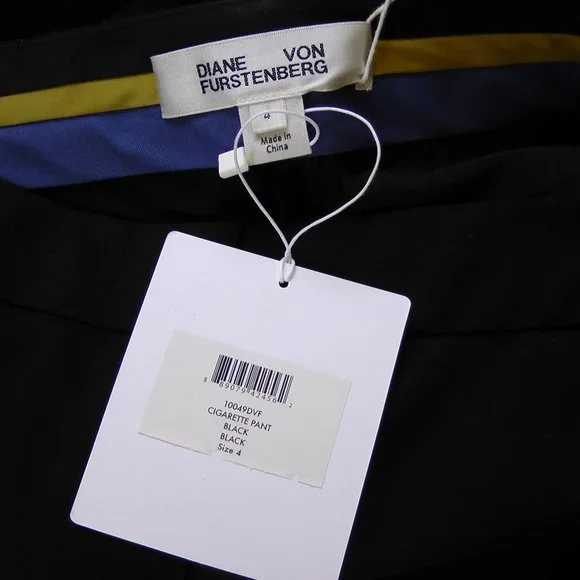 DIANE VON
FURSTENBERG
4
Made in
China
8 89079 42456 2
10049DVF
CIGARETTE PANT
BLACK
BLACK
Size 4